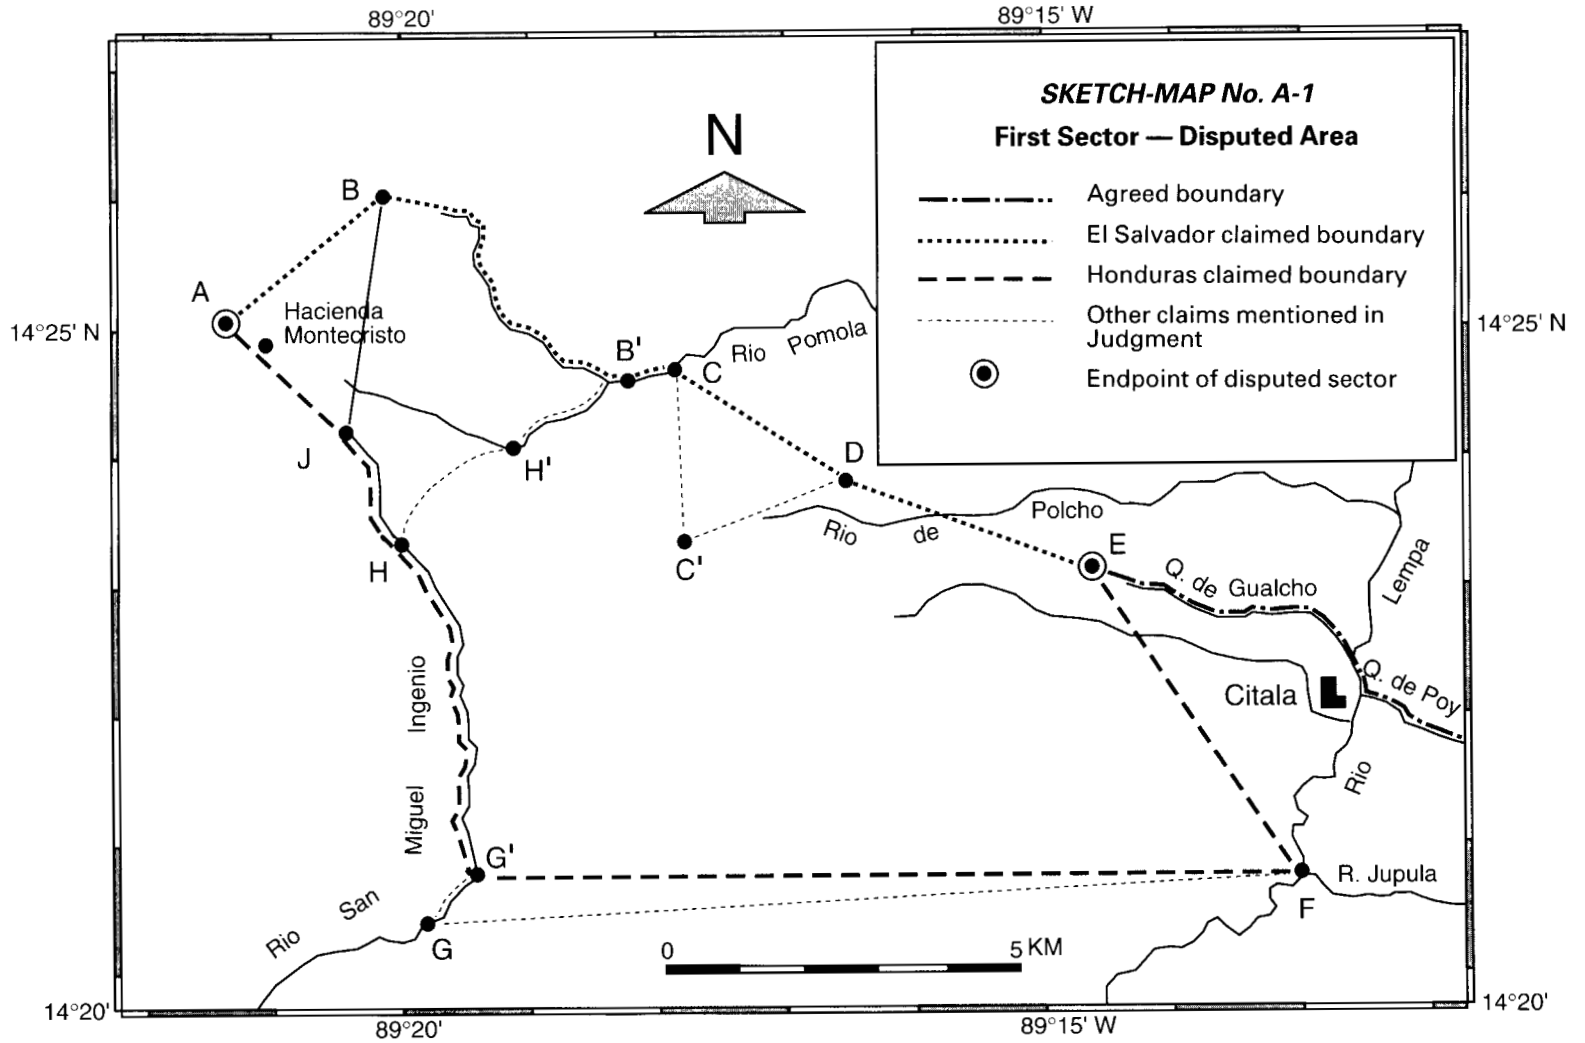 89°20'
89°15' W
SKETCH-MAP No. A-1
First Sector — Disputed Area
Agreed boundary
El Salvador claimed boundary
Honduras claimed boundary
Other claims mentioned in
Judgment
Endpoint of disputed sector
N
B
A
Hacienda
Montecristo
14°25' N
14°25' N
B'
C
Rio Pomola
J
H'
D
Rio de Polcho
C'
E
H
Q. de Gualcho
Lempa
Ingenio
Citala
Q. de Poy
Rio
Miguel
G'
R. Jupula
San
F
Rio
G
0
5 KM
14°20'
14°20'
89°20'
89°15' W